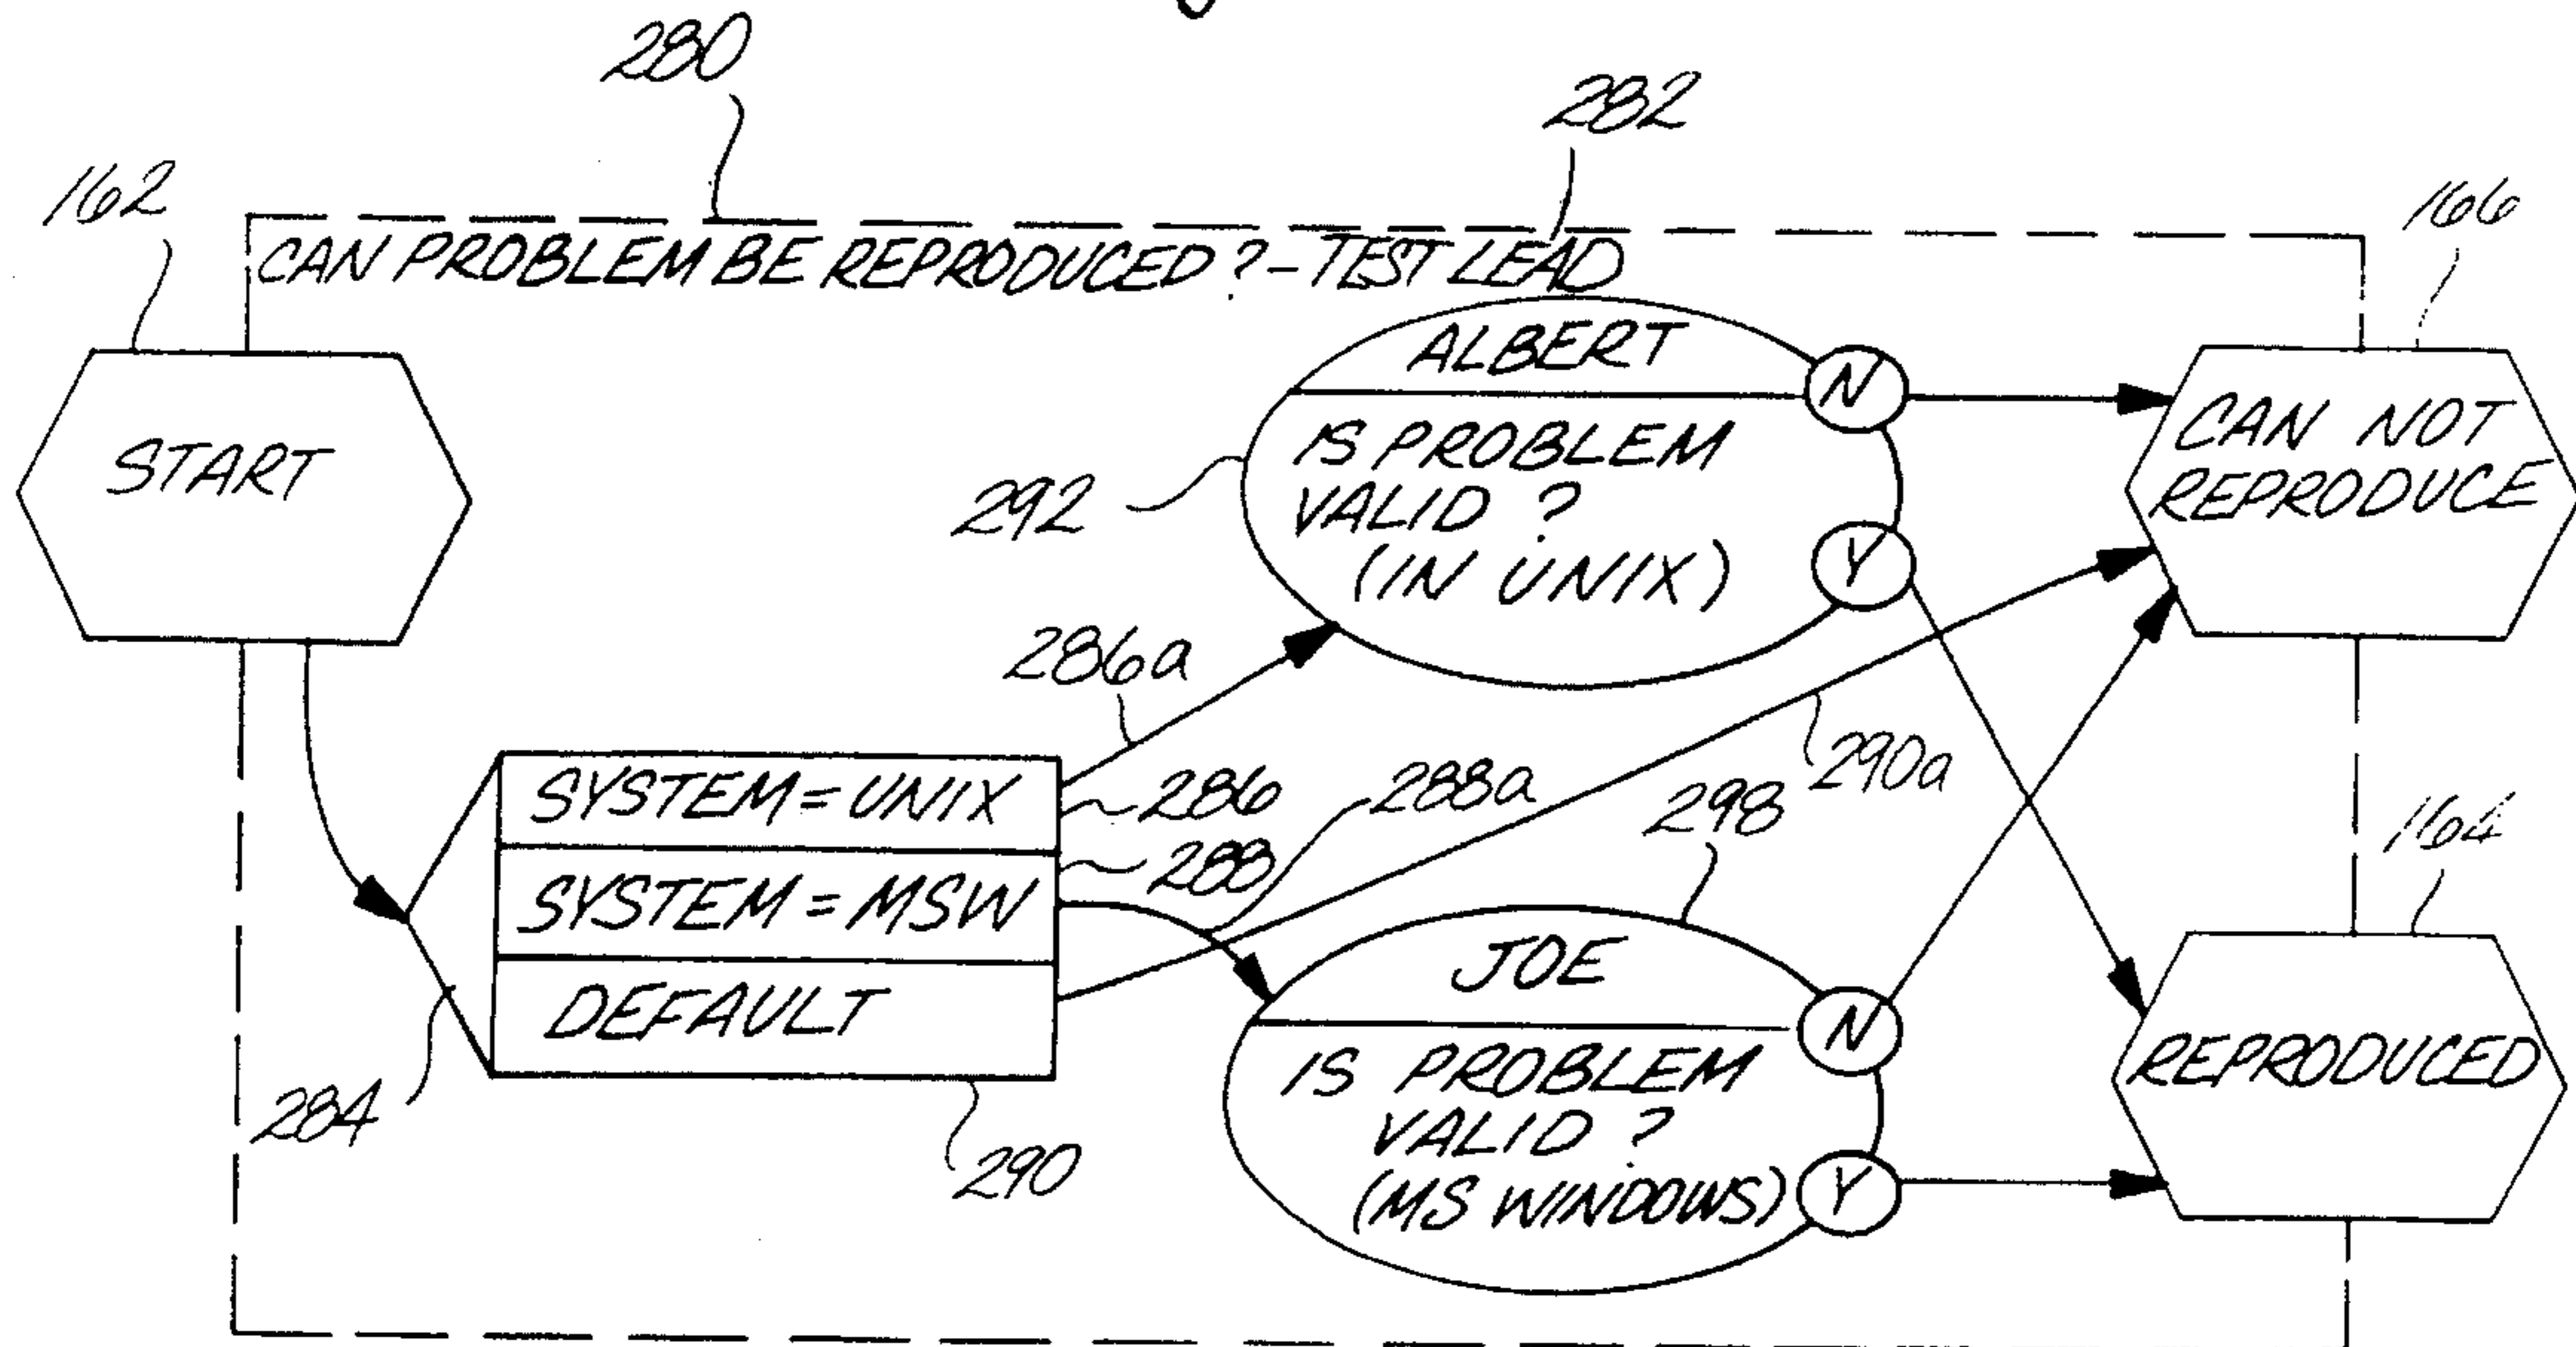 280
282
162
166
CAN PROBLEM BE REPRODUCED ? - TEST LEAD
START
ALBERT
N
IS PROBLEM
VALID ?
(IN UNIX)
Y
292
CAN NOT
REPRODUCE
286a
290a
SYSTEM = UNIX
286
288a
298
164
SYSTEM = MSW
288
DEFAULT
284
290
JOE
N
IS PROBLEM
VALID ?
(MS WINDOWS)
Y
REPRODUCED